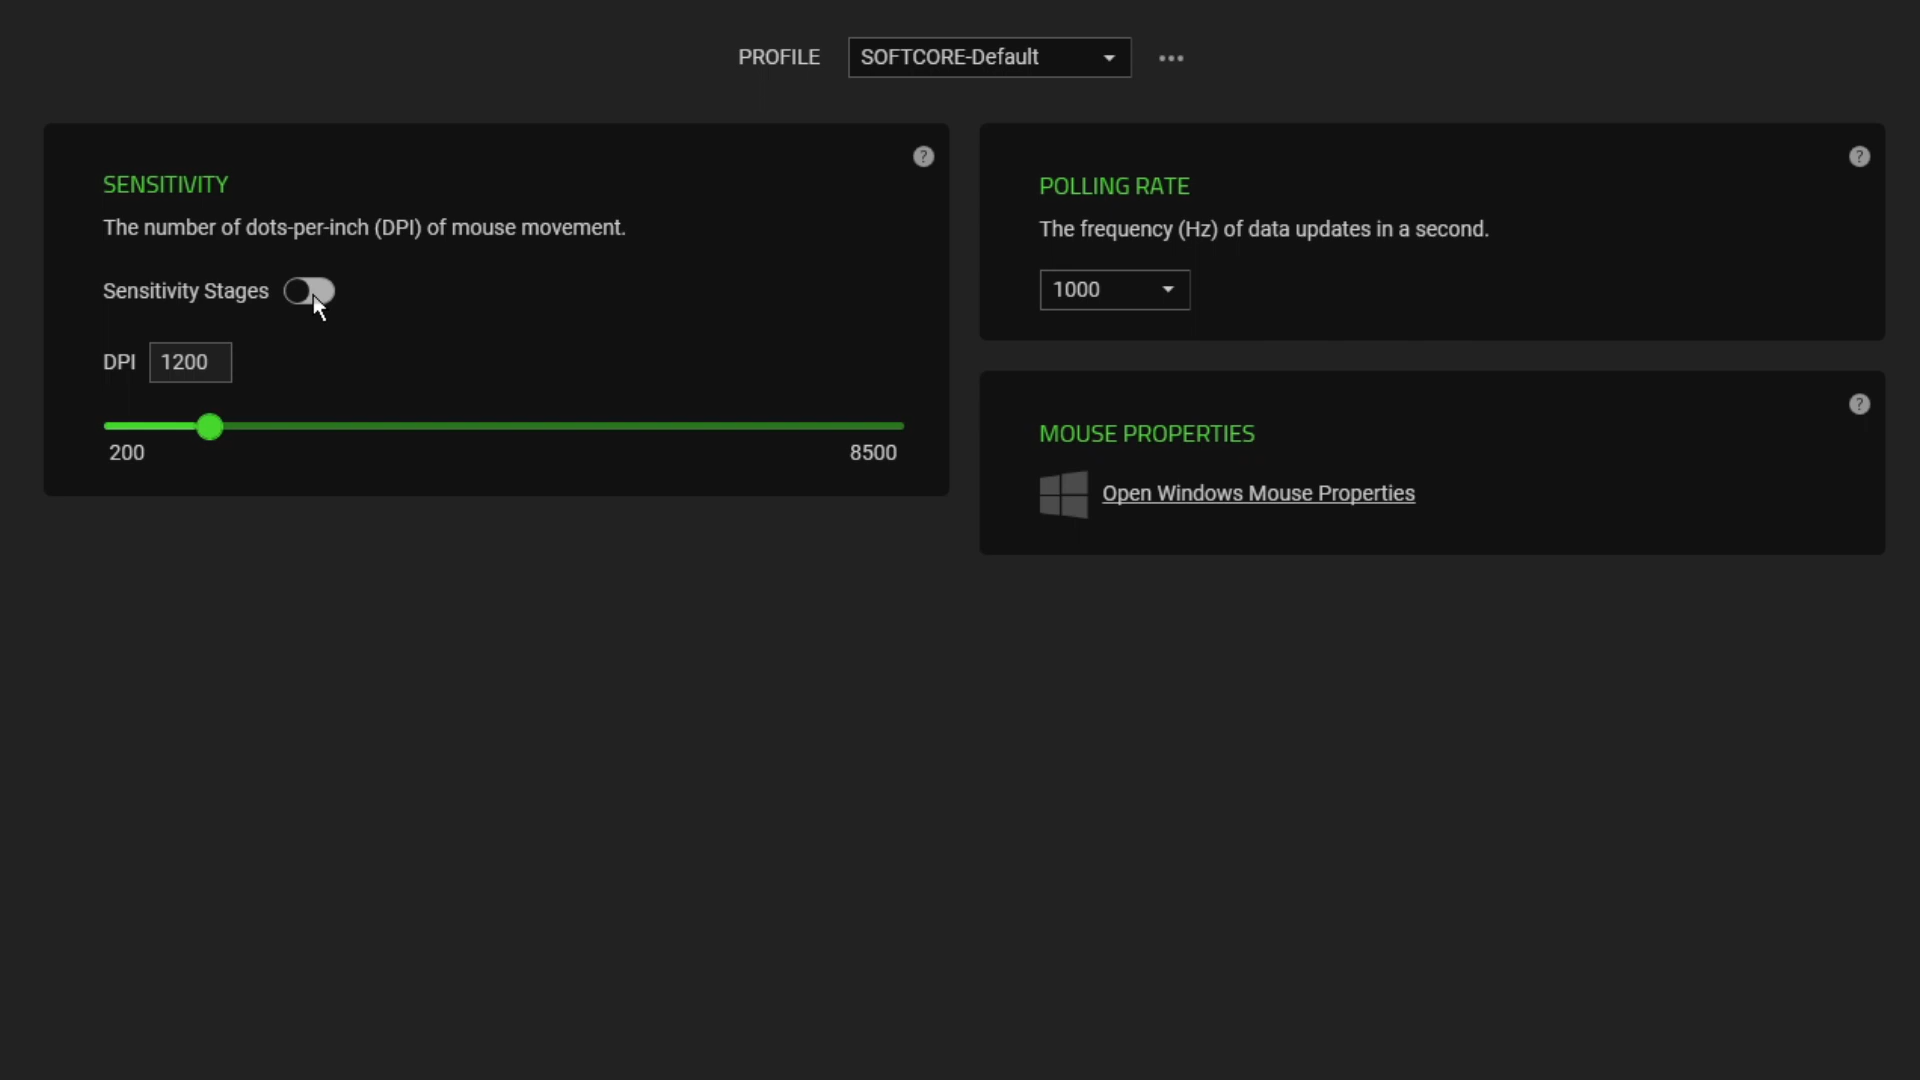 PROFILE SOFTCORE-Default
SENSITIVITY
The number of dots-per-inch (DPI) of mouse movement.
Sensitivity Stages
DPI 1200
200 8500
POLLING RATE
The frequency (Hz) of data updates in a second.
1000
MOUSE PROPERTIES
Open Windows Mouse Properties